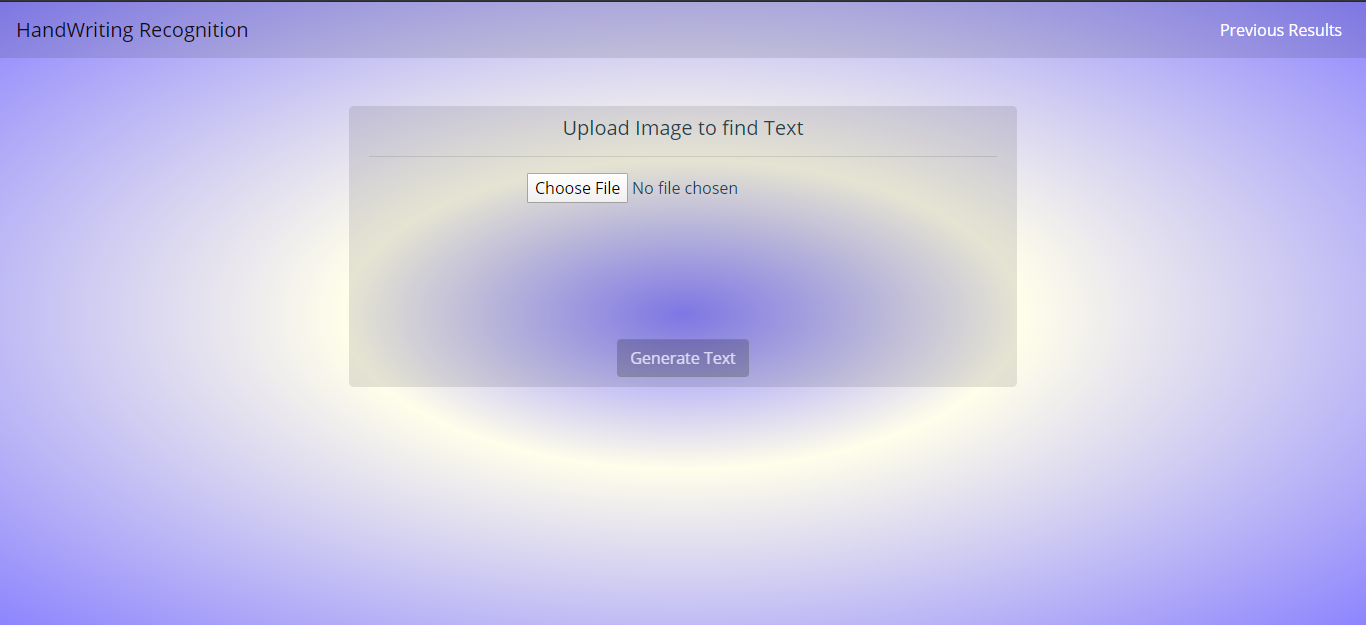 HandWriting Recognition
Previous Results
Upload Image to find Text
Choose File No file chosen
Generate Text